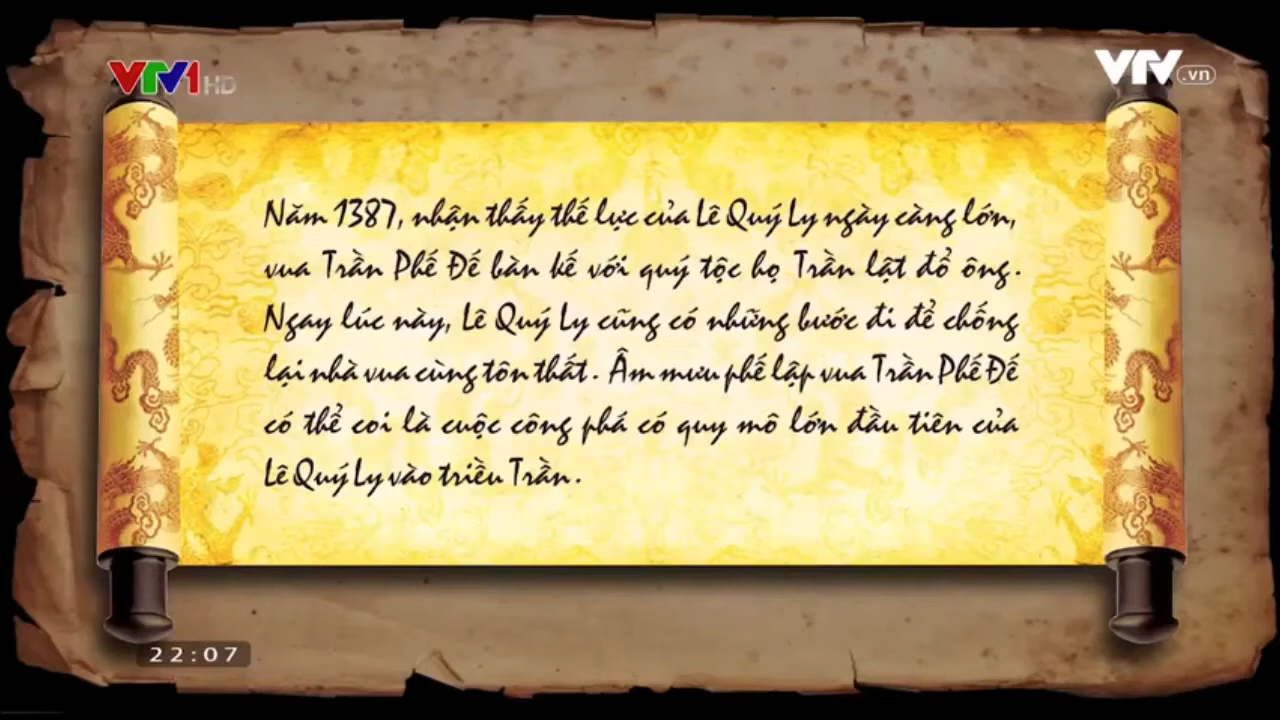 VTV1 HD
VTV.vn
Năm 1387, nhận thấy thế lực của Lê Quý Ly ngày càng lớn,
vua Trần Phế Đế bàn kế với quý tộc họ Trần lật đổ ông.
Ngay lúc này, Lê Quý Ly cũng có những bước đi để chống
lại nhà vua cùng tôn thất. Âm mưu phế lập vua Trần Phế Đế
có thể coi là cuộc công phá có quy mô lớn đầu tiên của
Lê Quý Ly vào triều Trần.
22:07